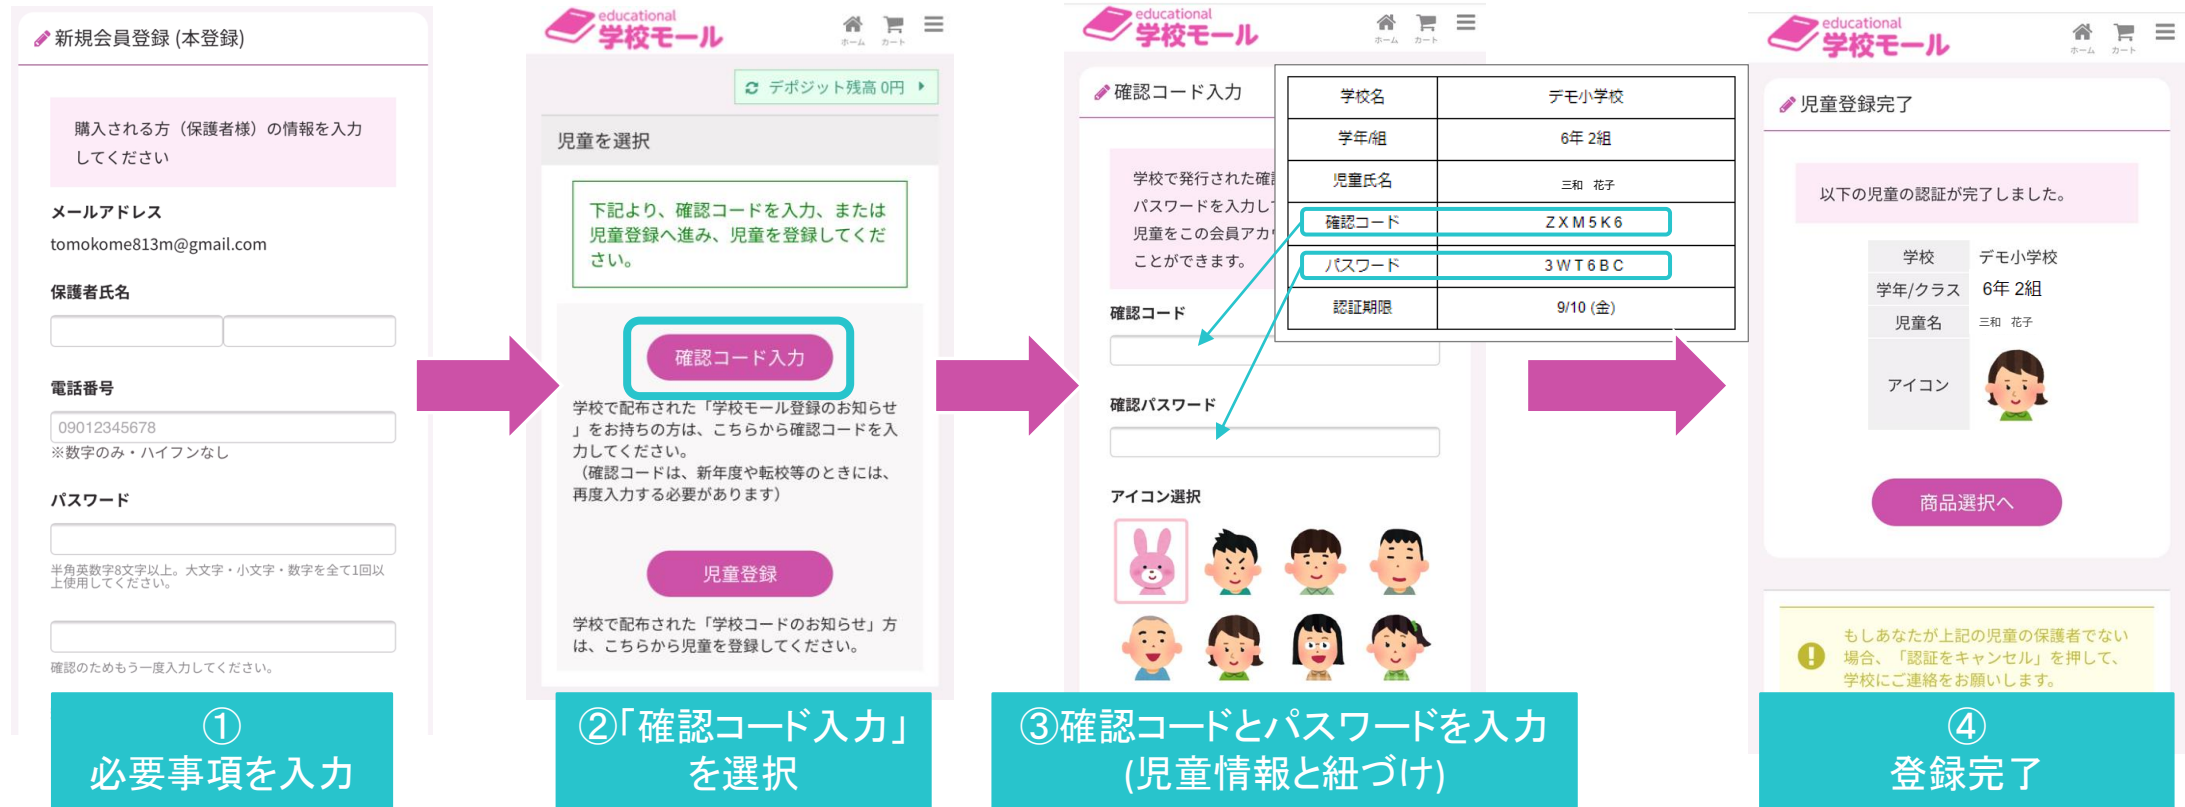 新規会員登録 (本登録)
購入される方（保護者様）の情報を入力
してください
メールアドレス
tomokome813m@gmail.com
保護者氏名
電話番号
09012345678
※数字のみ・ハイフンなし
パスワード
半角英数字8文字以上。大文字・小文字・数字を全て1回以
上使用してください。
確認のためもう一度入力してください。
①
必要事項を入力
educational
学校モール
ホーム カート
デポジット残高 0円
児童を選択
下記より、確認コードを入力、または
児童登録へ進み、児童を登録してくだ
さい。
確認コード入力
学校で配布された「学校モール登録のお知らせ
」をお持ちの方は、こちらから確認コードを入
力してください。
（確認コードは、新年度や転校等のときには、
再度入力する必要があります）
児童登録
学校で配布された「学校コードのお知らせ」方
は、こちらから児童を登録してください。
②「確認コード入力」
を選択
educational
学校モール
ホーム カート
確認コード入力
学校で発行された確
パスワードを入力し
児童をこの会員アカ
ことができます。
学校名 デモ小学校
学年/組 6年 2組
児童氏名 三和 花子
確認コード ZXM5K6
パスワード 3WT6BC
認証期限 9/10 (金)
確認コード
確認パスワード
アイコン選択
③確認コードとパスワードを入力
(児童情報と紐づけ)
educational
学校モール
ホーム カート
児童登録完了
以下の児童の認証が完了しました。
学校 デモ小学校
学年/クラス 6年 2組
児童名 三和 花子
アイコン
商品選択へ
もしあなたが上記の児童の保護者でない
場合、「認証をキャンセル」を押して、
学校にご連絡をお願いします。
④
登録完了